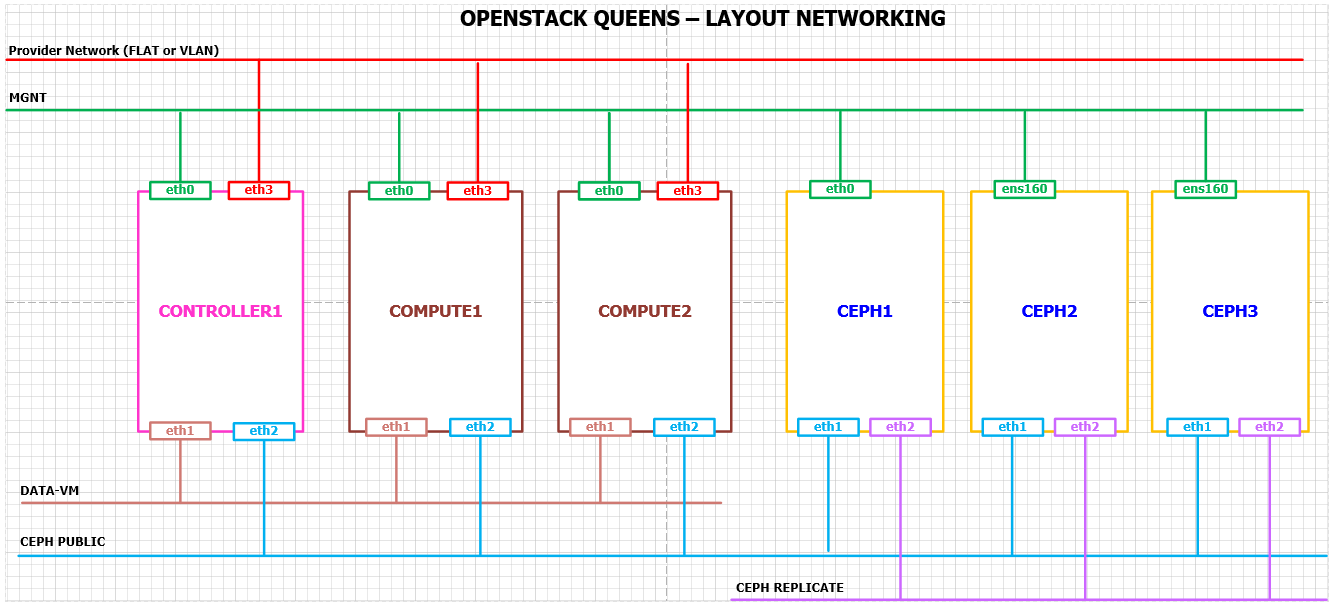 OPENSTACK QUEENS – LAYOUT NETWORKING
Provider Network (FLAT or VLAN)
MGNT
eth0 eth3 eth0 eth3 eth0 eth3 eth0 ens160 ens160
CONTROLLER1 COMPUTE1 COMPUTE2 CEPH1 CEPH2 CEPH3
eth1 eth2 eth1 eth2 eth1 eth2 eth1 eth2 eth1 eth2 eth1 eth2
DATA-VM
CEPH PUBLIC
CEPH REPLICATE